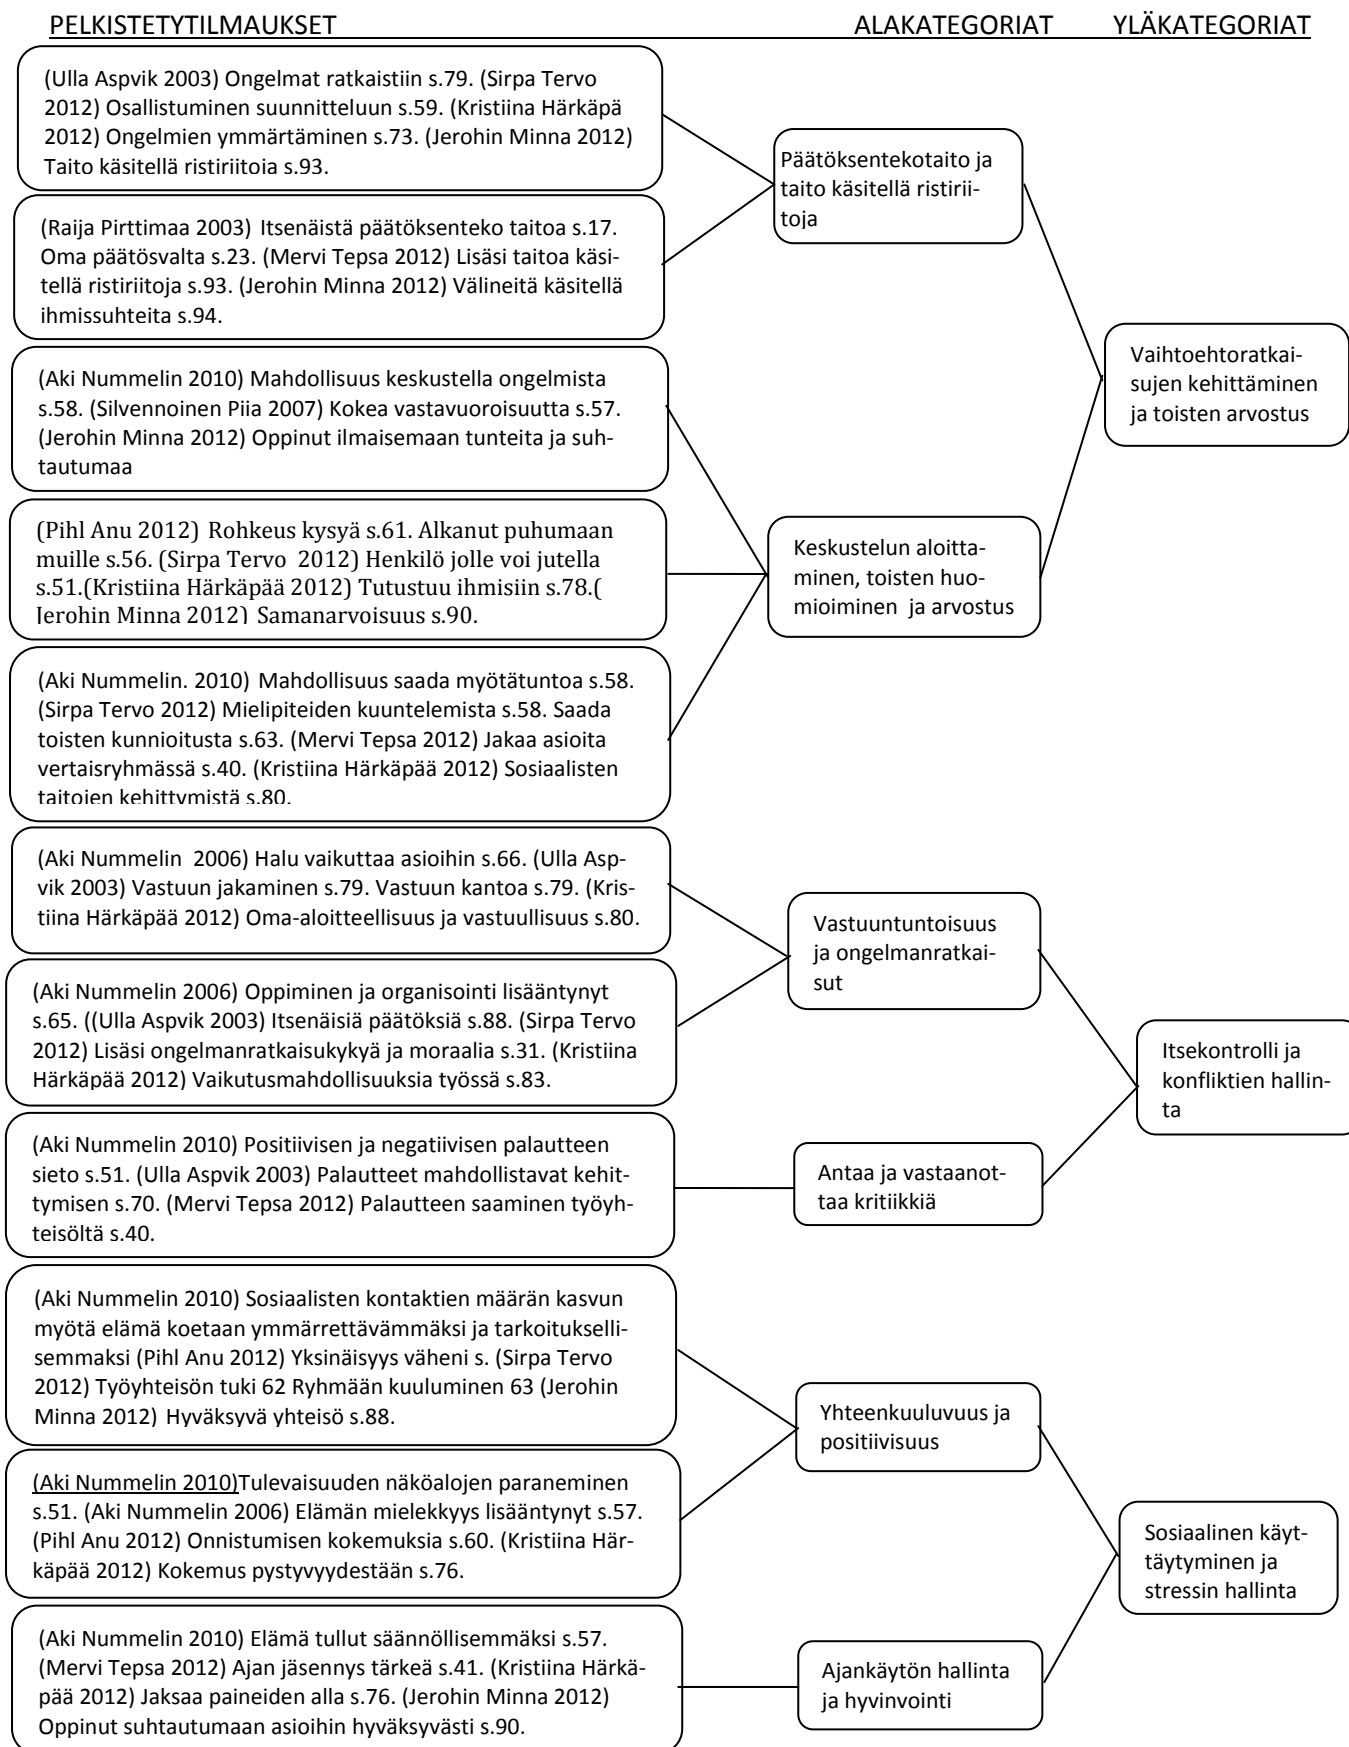 PELKISTETYTILMAUKSET ALAKATEGORIAT YLÄKATEGORIAT
(Ulla Aspvik 2003) Ongelmat ratkaistiin s.79. (Sirpa Tervo
2012) Osallistuminen suunnitteluun s.59. (Kristiina Härkäpä
2012) Ongelmien ymmärtäminen s.73. (Jerohin Minna 2012)
Taito käsitellä ristiriitoia s.93.
(Raija Pirttimaa 2003) Itsenäistä päätöksenteko taitoa s.17.
Oma päätösvalta s.23. (Mervi Tepsa 2012) Lisäsi taitoa käsi-
tellä ristiriitoja s.93. (Jerohin Minna 2012) Välineitä käsitellä
ihmissuhteita s.94.
Päätöksentekotaito ja
taito käsitellä ristirii-
toja
(Aki Nummelin 2010) Mahdollisuus keskustella ongelmista
s.58. (Silvennoinen Piia 2007) Kokea vastavuoroisuutta s.57.
(Jerohin Minna 2012) Oppinut ilmaisemaan tunteita ja suh-
tautumaa
(Pihl Anu 2012) Rohkeus kysyä s.61. Alkanut puhumaan
muille s.56. (Sirpa Tervo 2012) Henkilö jolle voi jutella
s.51.(Kristiina Härkäpää 2012) Tutustuu ihmisiin s.78.(
Jerohin Minna 2012) Samanarvoisuus s.90.
(Aki Nummelin. 2010) Mahdollisuus saada myötätuntoa s.58.
(Sirpa Tervo 2012) Mielipiteiden kuuntelemista s.58. Saada
toisten kunnioitusta s.63. (Mervi Tepsa 2012) Jakaa asioita
vertaisryhmässä s.40. (Kristiina Härkäpää 2012) Sosiaalisten
taitojen kehittymistä s.80.
Keskustelun aloitta-
minen, toisten huo-
mioiminen ja arvostus
Vaihtoehtoratkai-
sujen kehittäminen
ja toisten arvostus
(Aki Nummelin 2006) Halu vaikuttaa asioihin s.66. (Ulla Asp-
vik 2003) Vastuun jakaminen s.79. Vastuun kantoa s.79. (Kris-
tiina Härkäpää 2012) Oma-aloitteellisuus ja vastuullisuus s.80.
(Aki Nummelin 2006) Oppiminen ja organisointi lisääntynyt
s.65. ((Ulla Aspvik 2003) Itsenäisiä päätöksiä s.88. (Sirpa Tervo
2012) Lisäsi ongelmanratkaisukykyä ja moraalia s.31. (Kristiina
Härkäpää 2012) Vaikutusmahdollisuuksia työssä s.83.
Vastuuntuntoisuus
ja ongelmanratkai-
sut
(Aki Nummelin 2010) Positiivisen ja negatiivisen palautteen
sieto s.51. (Ulla Aspvik 2003) Palautteet mahdollistavat kehit-
tymisen s.70. (Mervi Tepsa 2012) Palautteen saaminen työyh-
teisöltä s.40.
Antaa ja vastaanot-
taa kritiikkiä
Itsekontrolli ja
konfliktien hallin-
ta
(Aki Nummelin 2010) Sosiaalisten kontaktien määrän kasvun
myötä elämä koetaan ymmärrettävämmäksi ja tarkoitukselli-
semmaksi (Pihl Anu 2012) Yksinäisyys väheni s. (Sirpa Tervo
2012) Työyhteisön tuki 62 Ryhmään kuuluminen 63 (Jerohin
Minna 2012) Hyväksyvä yhteisö s.88.
(Aki Nummelin 2010)Tulevaisuuden näköalojen paraneminen
s.51. (Aki Nummelin 2006) Elämän mielekkyys lisääntynyt s.57.
(Pihl Anu 2012) Onnistumisen kokemuksia s.60. (Kristiina Här-
käpää 2012) Kokemus pystyvyydestään s.76.
Yhteenkuuluvuus ja
positiivisuus
(Aki Nummelin 2010) Elämä tullut säännöllisemmäksi s.57.
(Mervi Tepsa 2012) Ajan jäsennys tärkeä s.41. (Kristiina Härkä-
pää 2012) Jaksaa paineiden alla s.76. (Jerohin Minna 2012)
Oppinut suhtautumaan asioihin hyväksyvästi s.90.
Ajankäytön hallinta
ja hyvinvointi
Sosiaalinen käyt-
täytyminen ja
stressin hallinta